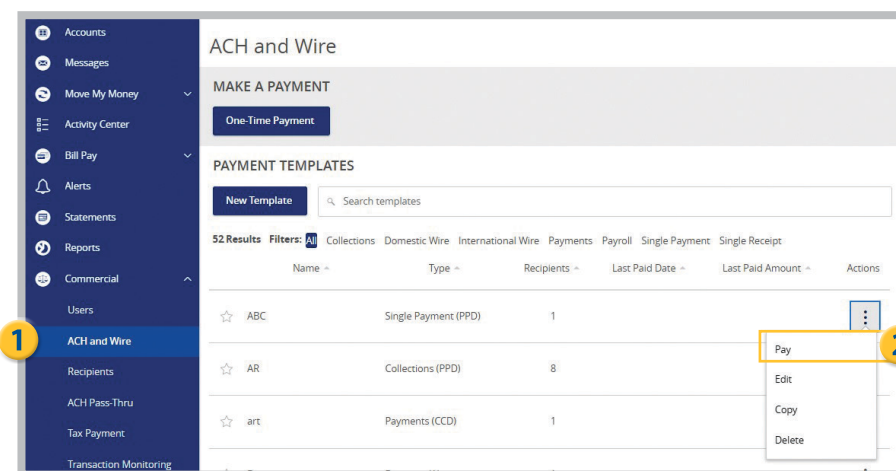 Accounts
Messages
Move My Money
Activity Center
Bill Pay
Alerts
Statements
Reports
Commercial
Users
1
ACH and Wire
Recipients
ACH Pass-Thru
Tax Payment
Transaction Monitoring
ACH and Wire
MAKE A PAYMENT
One-Time Payment
PAYMENT TEMPLATES
New Template Search templates
52 Results Filters: All Collections Domestic Wire International Wire Payments Payroll Single Payment Single Receipt
Name Type Recipients Last Paid Date Last Paid Amount Actions
ABC Single Payment (PPD) 1
AR Collections (PPD) 8
art Payments (CCD) 1
Pay
2
Edit
Copy
Delete